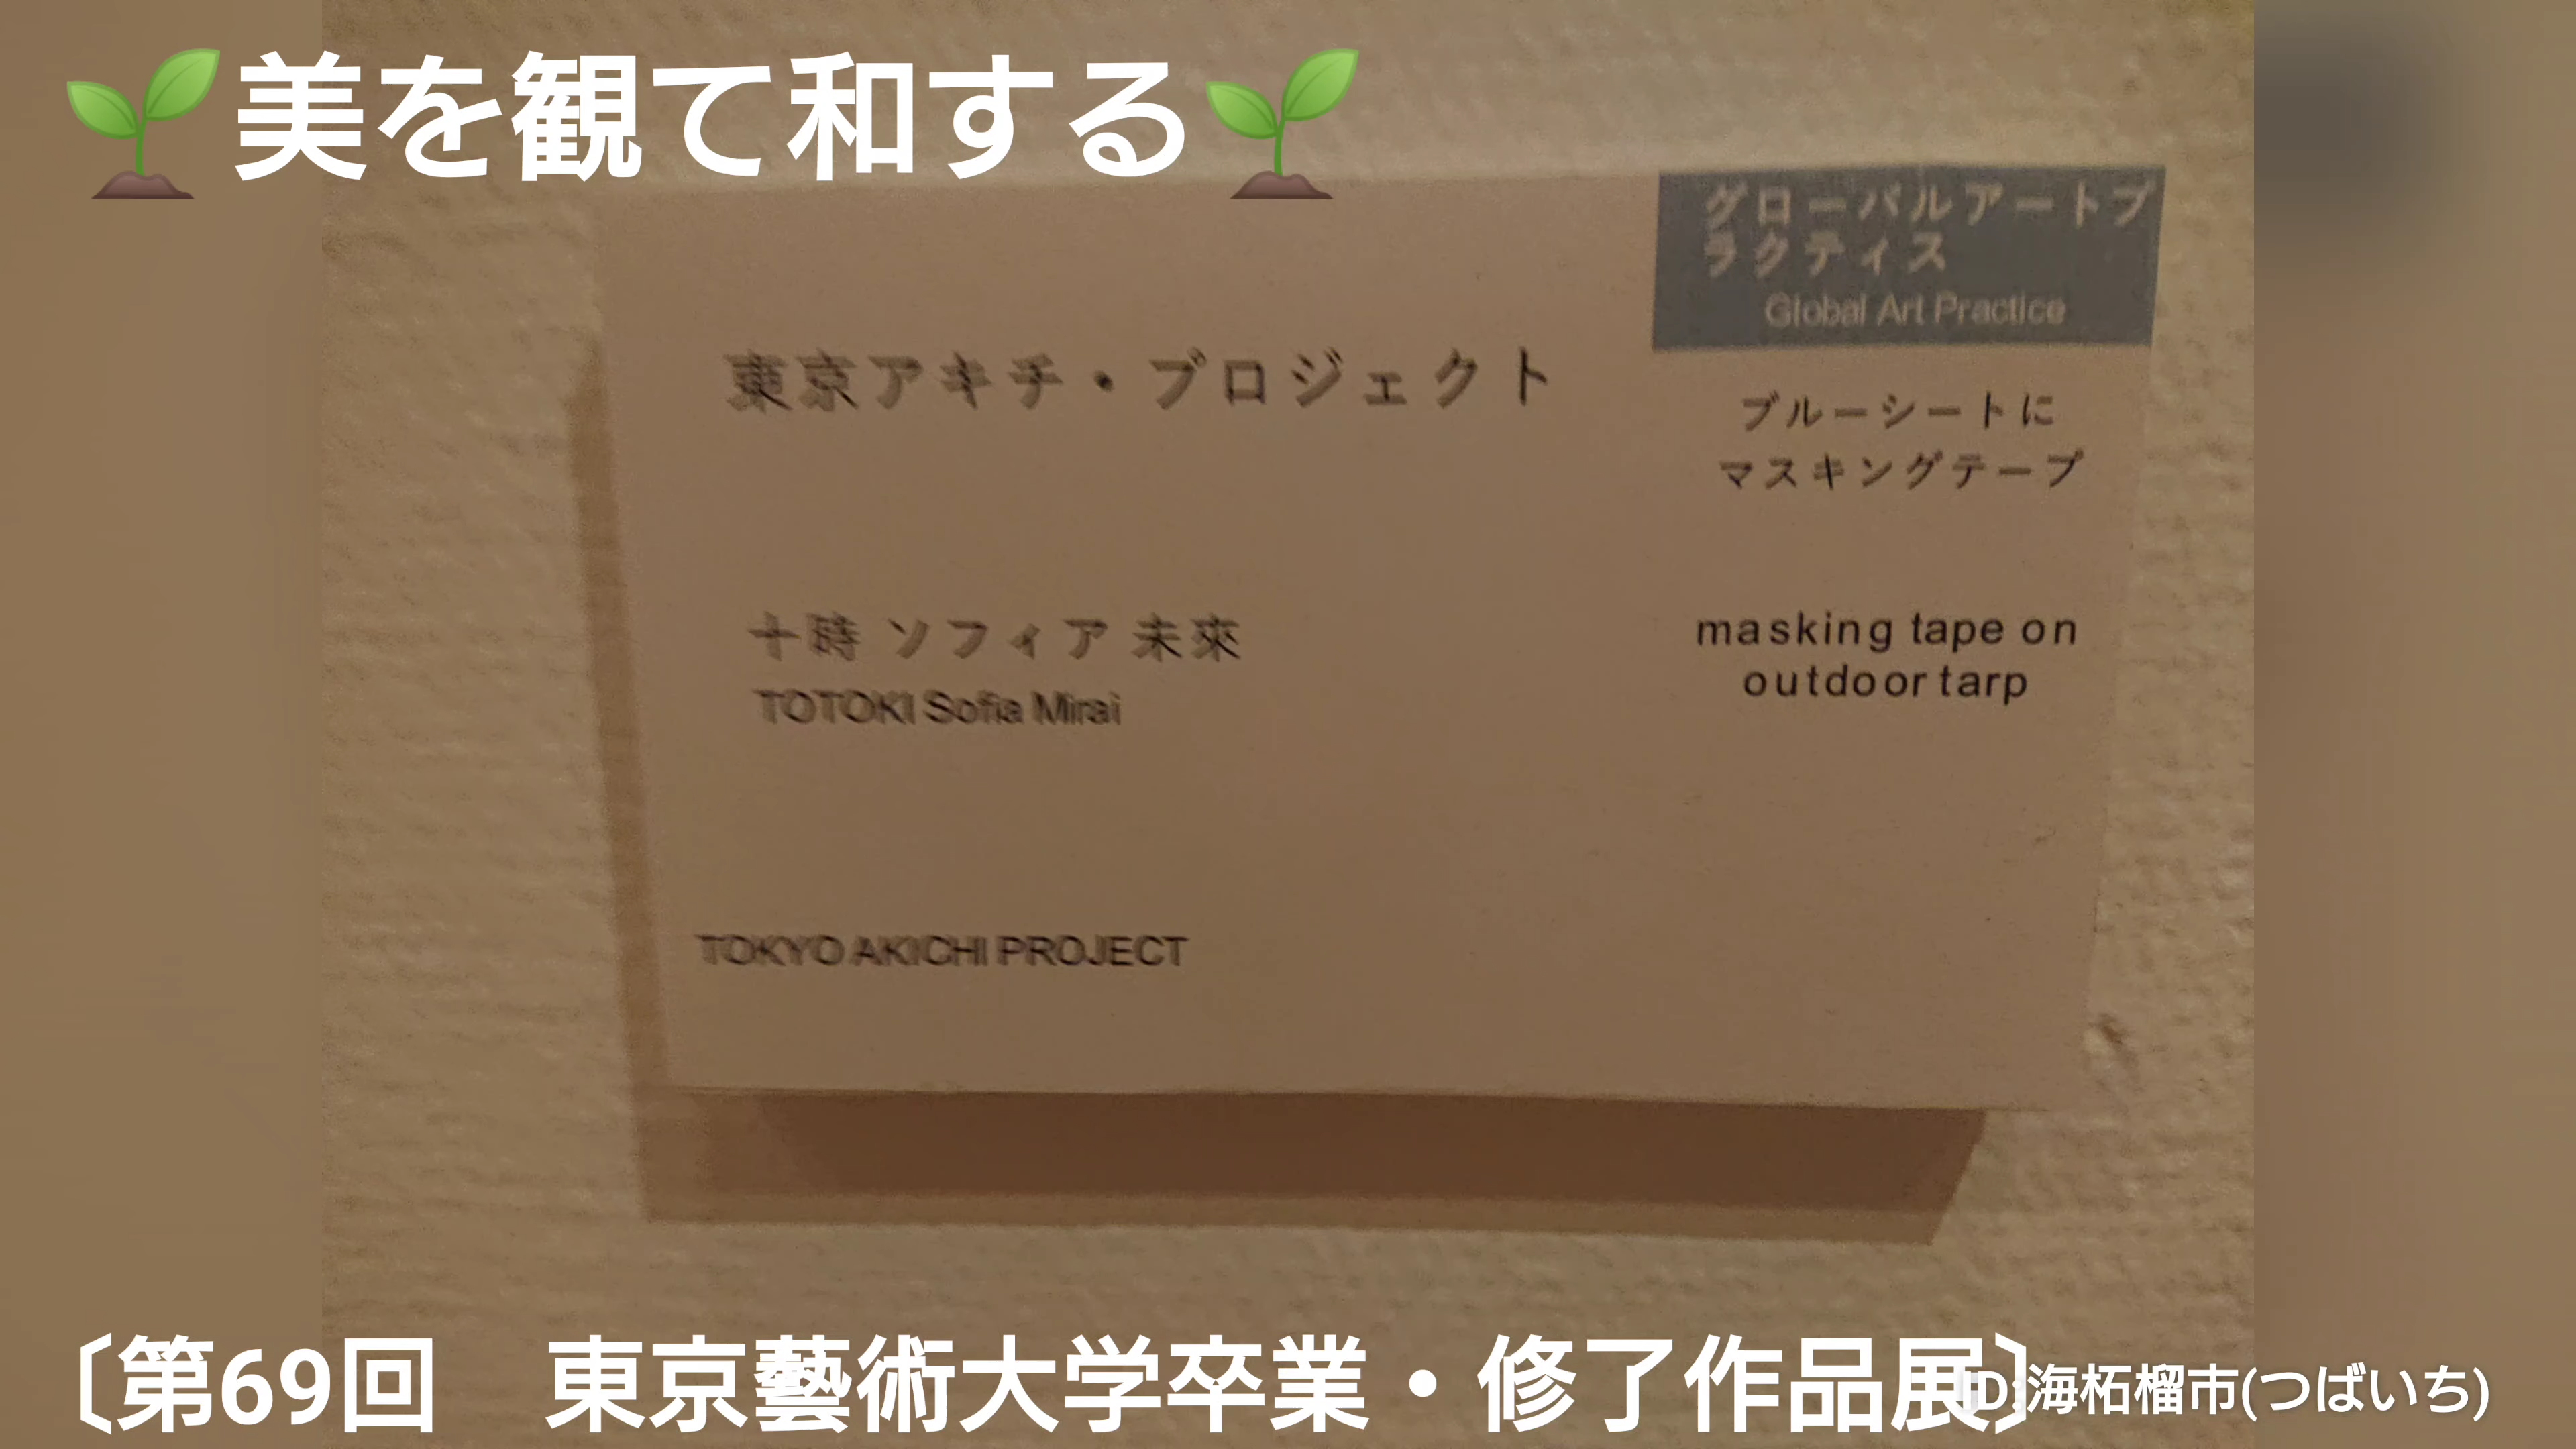 🌱美を観て和する🌱
グローバルアートプ
ラクティス
Global Art Practice
東京アキチ・プロジェクト
ブルーシートに
マスキングテープ
十時 ソフィア 未來
TOTOKI Sofia Mirai
masking tape on
outdoor tarp
TOKYO AKICHI PROJECT
〔第69回　東京藝術大学卒業・修了作品展〕
ID:海柘榴市(つばいち)